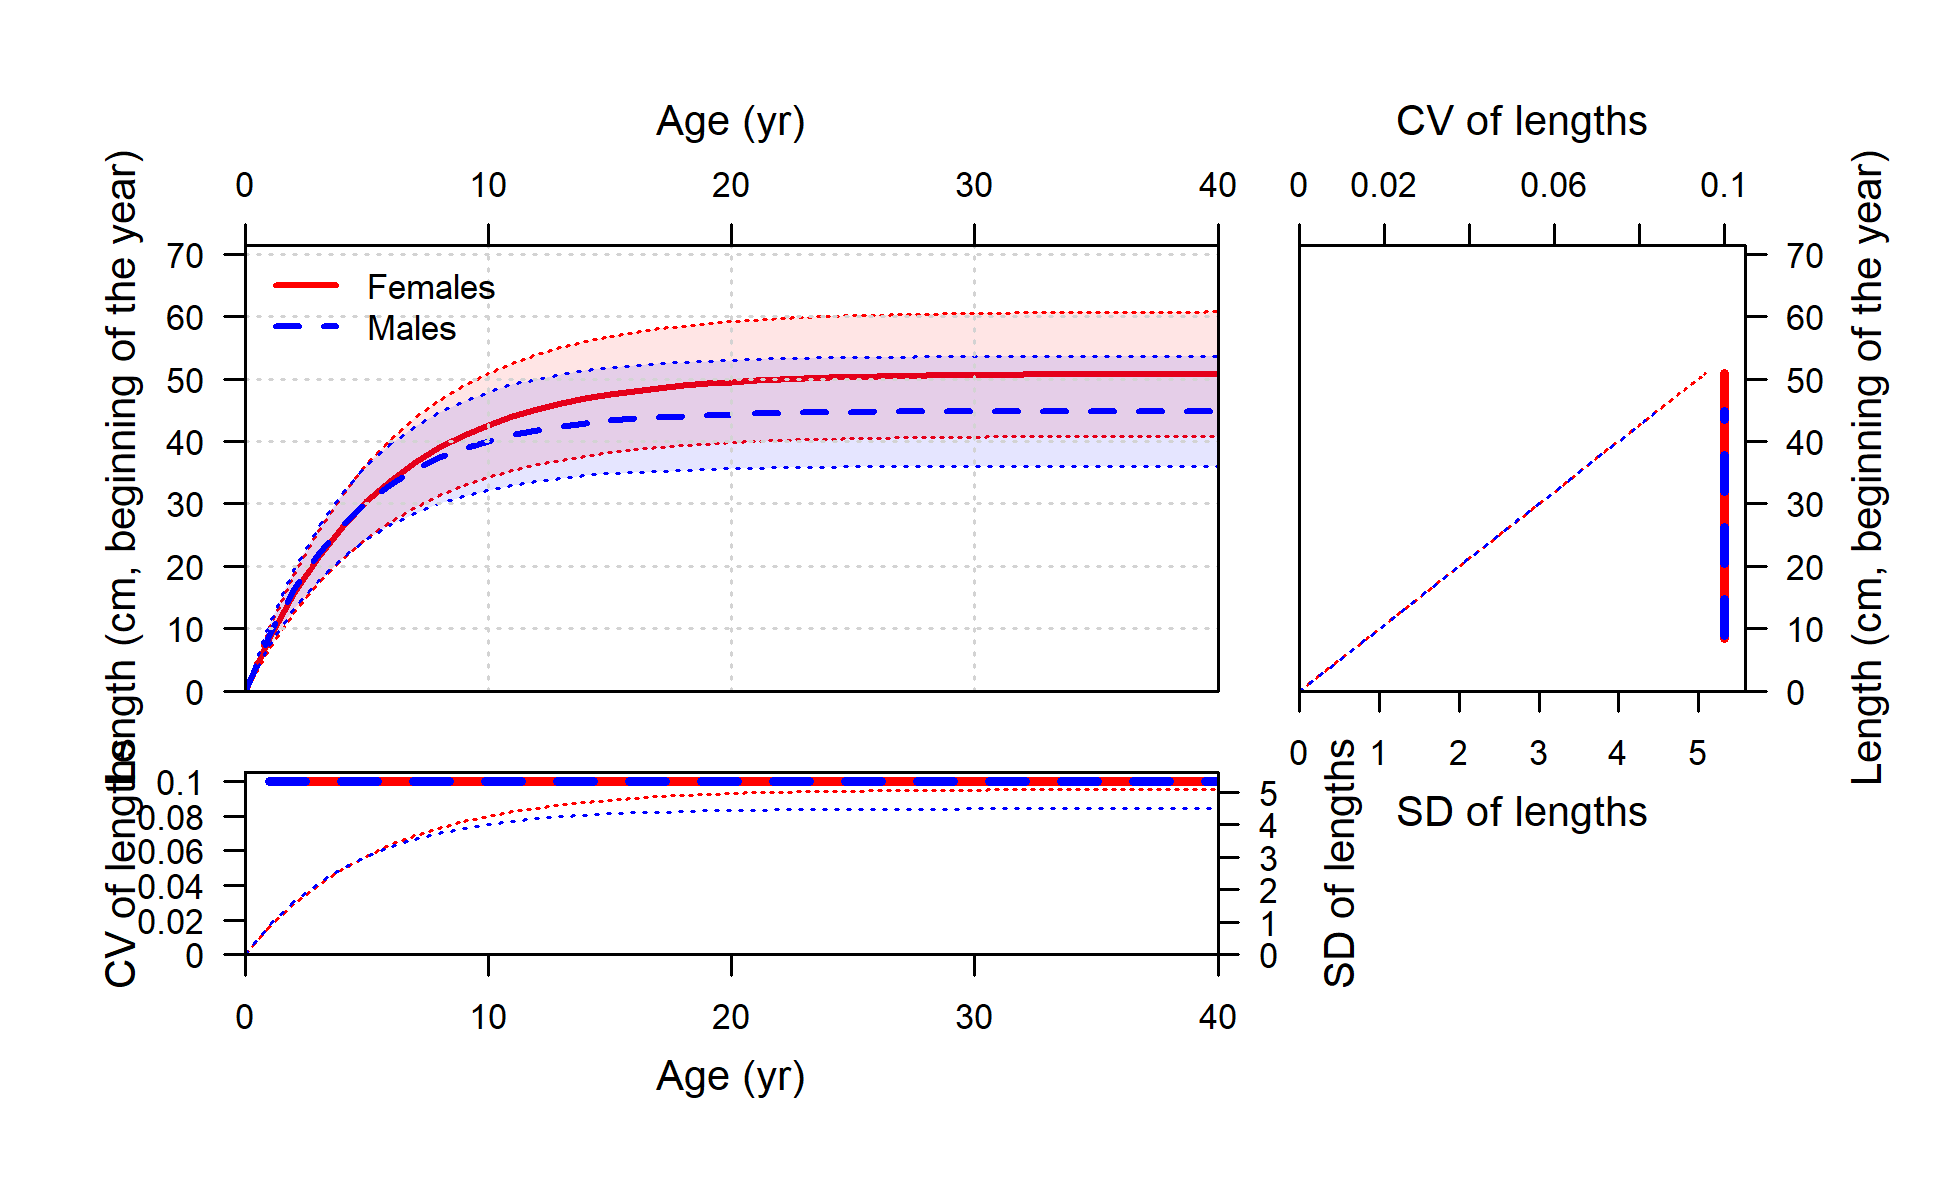 Age (yr)
CV of lengths
0 10 20 30 40
0 0.02 0.06 0.1
Length (cm, beginning of the year)
70
60
50
40
30
20
10
0
Females
Males
70
60
50
40
30
20
10
0
Length (cm, beginning of the year)
0 1 2 3 4 5
SD of lengths
CV of lengths
0.1
0.08
0.06
0.04
0.02
0
5
4
3
2
1
0
SD of lengths
0 10 20 30 40
Age (yr)